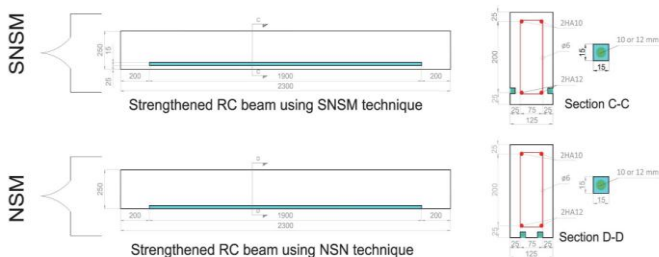 SNSM
250
15
25
200
1900
200
2300
Strengthened RC beam using SNSM technique
C
25
200
25
2HA10
ø6
2HA12
25 75 25
125
15
15
10 or 12 mm
Section C-C
NSM
250
200
1900
200
2300
Strengthened RC beam using NSN technique
25
200
25
2HA10
ø6
2HA12
25 75 25
125
15
15
10 or 12 mm
Section D-D